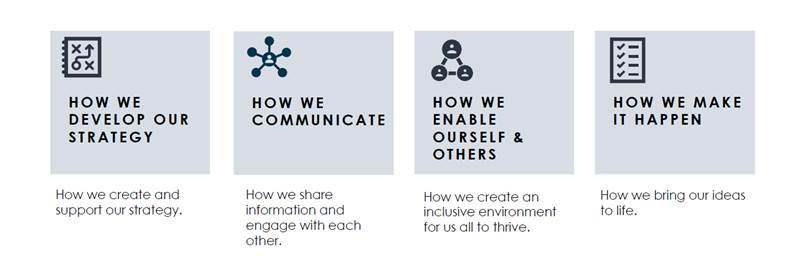 HOW WE
DEVELOP OUR
STRATEGY
How we create and
support our strategy.
HOW WE
COMMUNICATE
How we share
information and
engage with each
other.
HOW WE
ENABLE
OURSELF &
OTHERS
How we create an
inclusive environment
for us all to thrive.
HOW WE MAKE
IT HAPPEN
How we bring our ideas
to life.